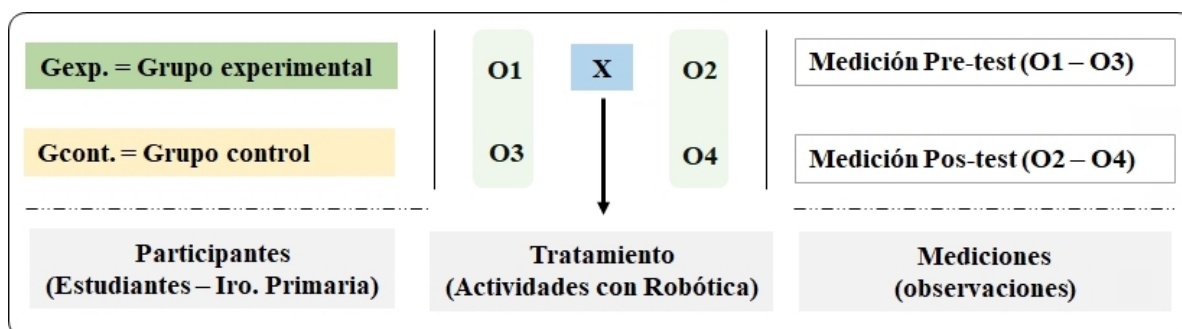 Gexp. = Grupo experimental
O1 X O2
Medición Pre-test (O1 – O3)
Gcont. = Grupo control
O3 O4
Medición Pos-test (O2 – O4)
Participantes
(Estudiantes – Iro. Primaria)
Tratamiento
(Actividades con Robótica)
Mediciones
(observaciones)